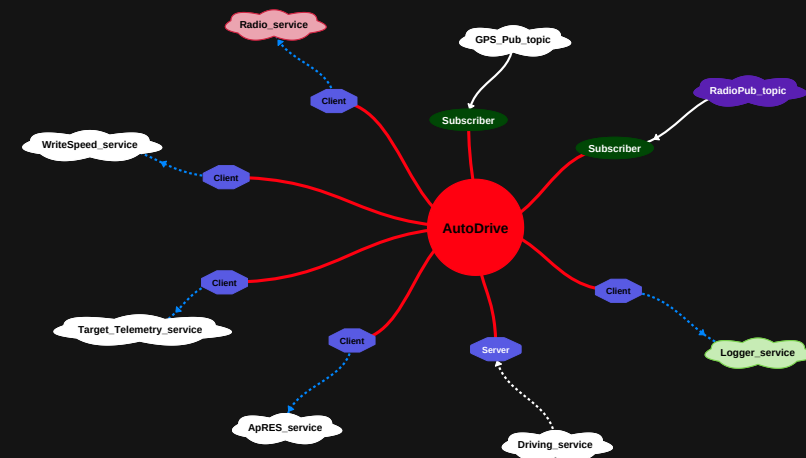 Radio_service
GPS_Pub_topic
RadioPub_topic
Client
Subscriber
Subscriber
WriteSpeed_service
Client
AutoDrive
Client
Client
Target_Telemetry_service
Client
Server
Logger_service
ApRES_service
Driving_service